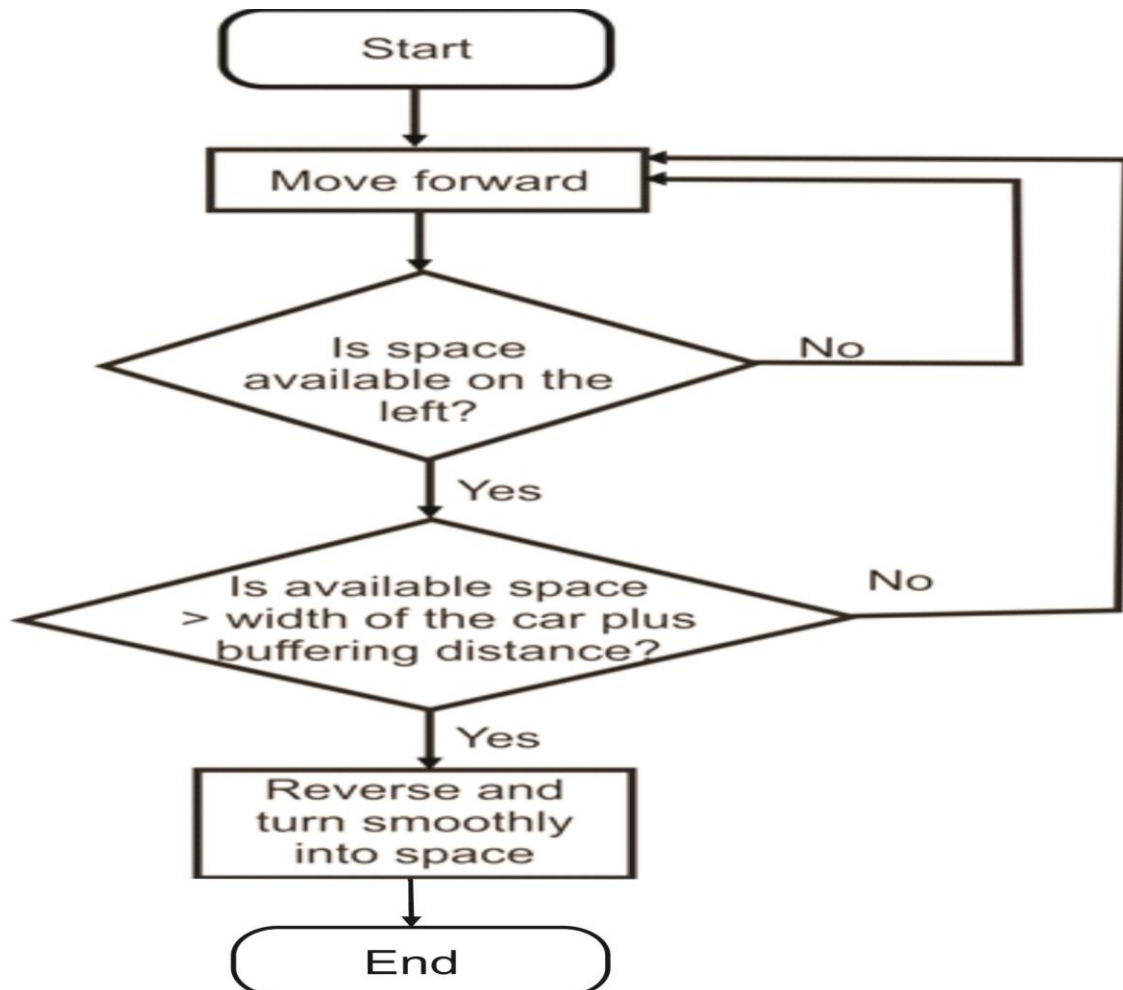 Start
Move forward
Is space
available on the
left?
No
Yes
Is available space
> width of the car plus
buffering distance?
No
Yes
Reverse and
turn smoothly
into space
End